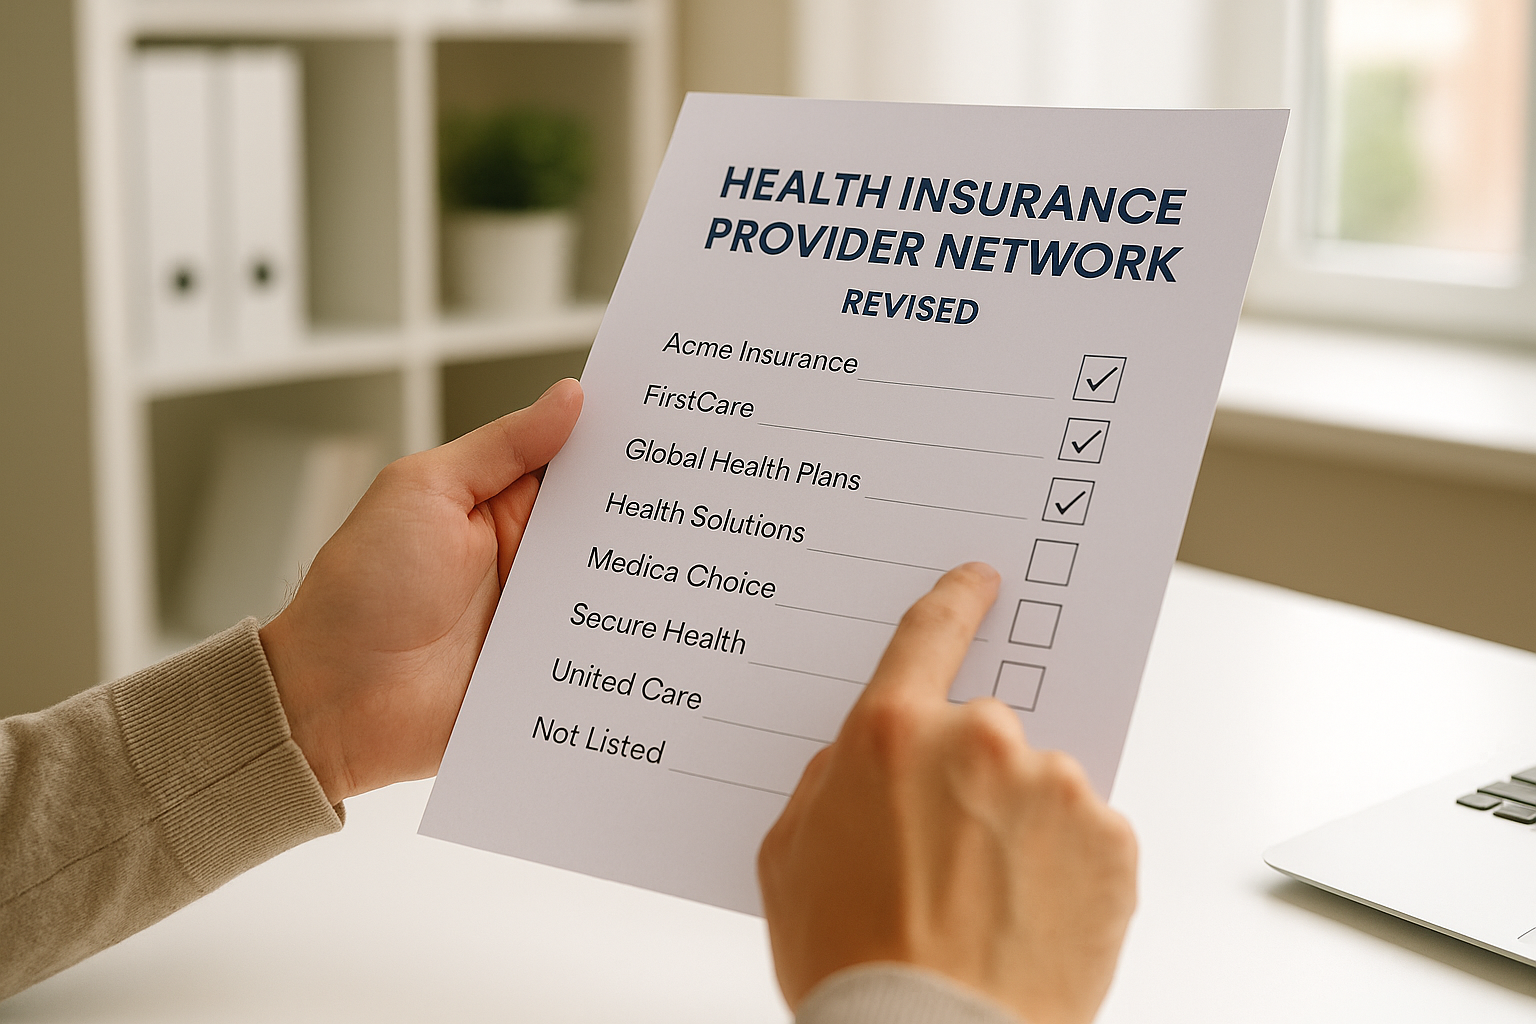 HEALTH INSURANCE
PROVIDER NETWORK
REVISED
Acme Insurance
FirstCare
Global Health Plans
Health Solutions
Medica Choice
Secure Health
United Care
Not Listed